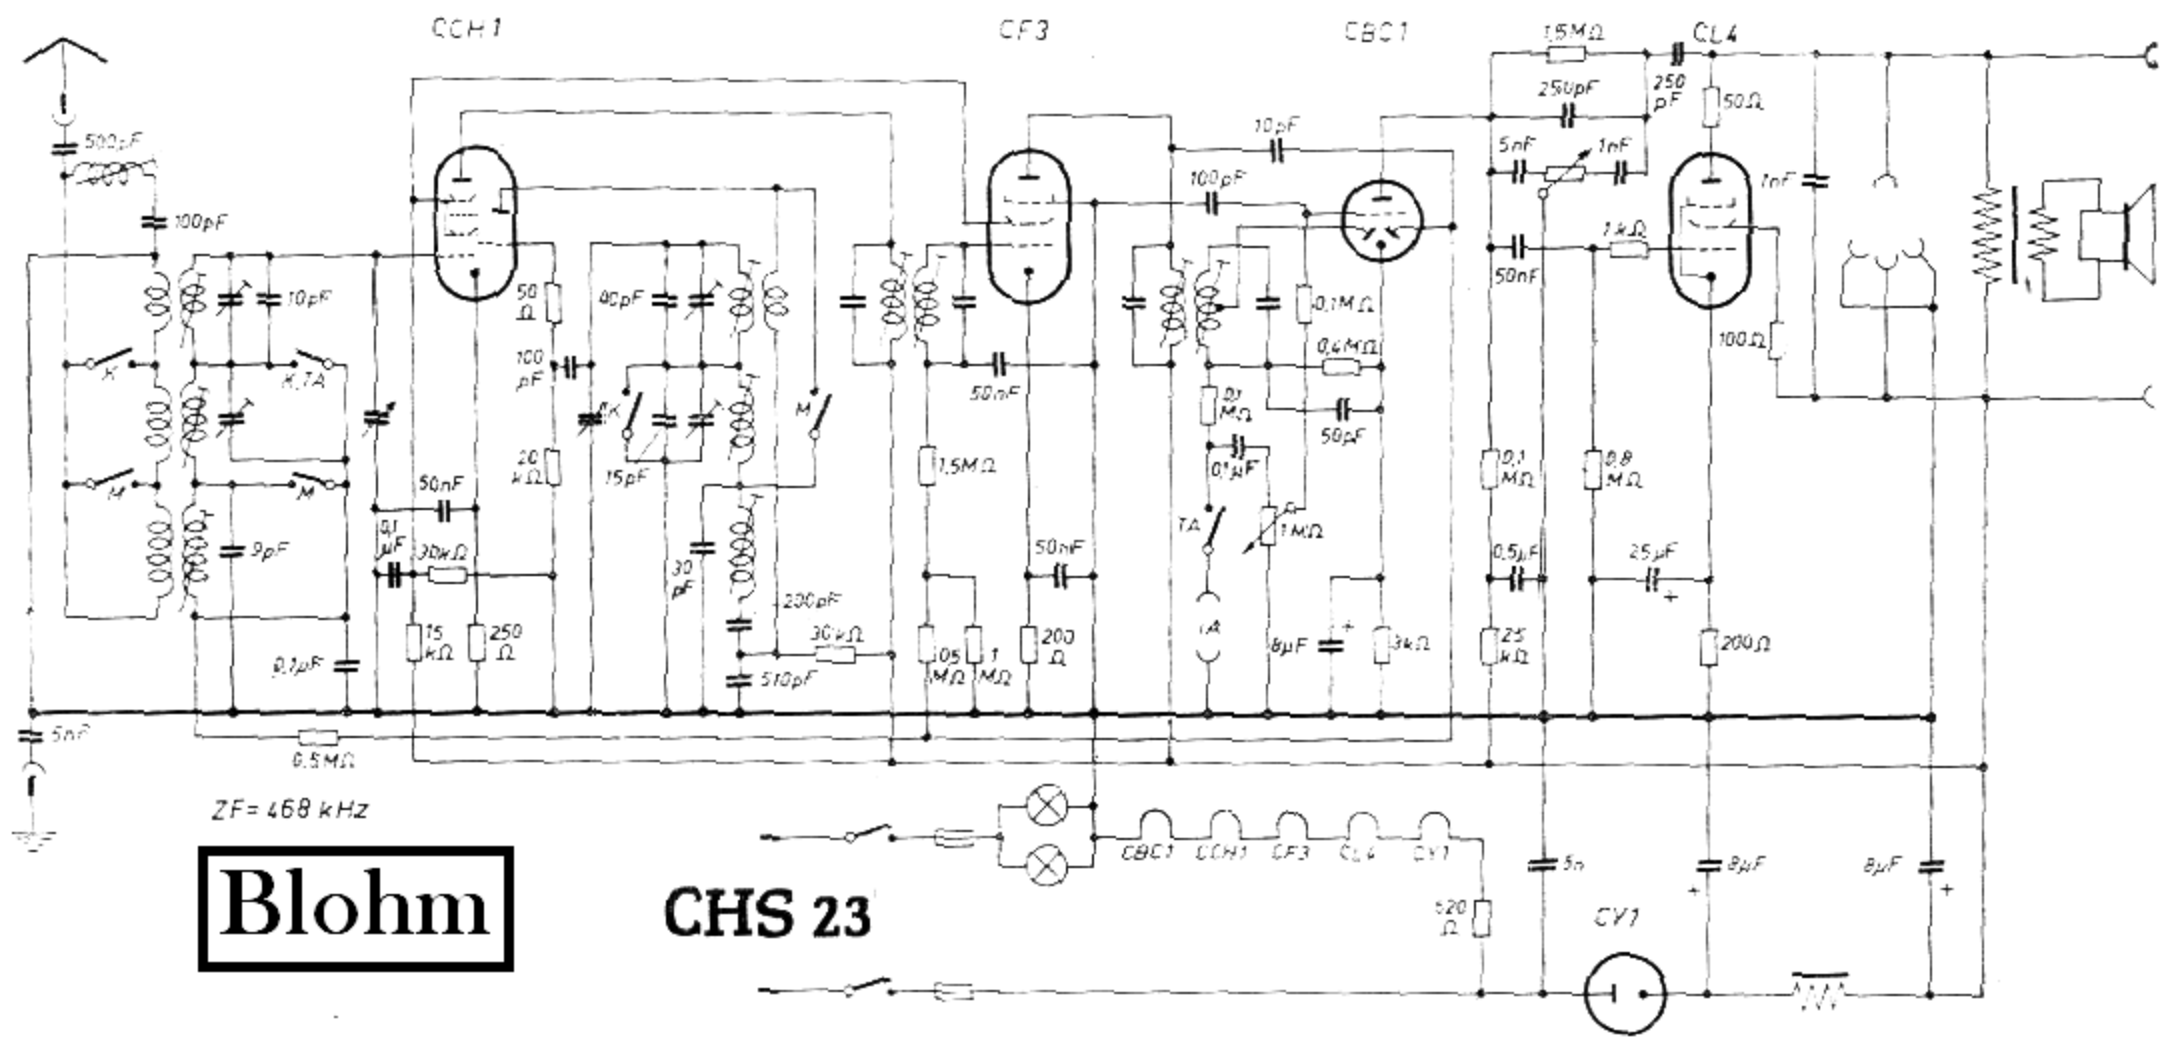 CCH1
CF3
CBC1
CL4
1,5MΩ
250pF
250
pF
50Ω
500pF
100pF
10pF
100pF
5nF
1nF
1nF
1kΩ
50nF
10pF
50
Ω
40pF
100
pF
0,1MΩ
0,4MΩ
100Ω
K
K,TA
K
M
50nF
0,1
MΩ
50pF
20
kΩ
15pF
1,5MΩ
0,1µF
0,1
MΩ
0,8
MΩ
M
M
50nF
TA
1MΩ
9pF
0,1
µF
30kΩ
30
pF
50nF
0,5µF
25µF
+
200pF
30kΩ
TA
0,1µF
15
kΩ
250
Ω
510pF
0,5
MΩ
1
MΩ
200
Ω
8µF
+
3kΩ
25
kΩ
200Ω
5nF
0,5MΩ
ZF=468 kHz
CBC1
CCH1
CF3
CL4
CY1
5n
8µF
+
8µF
+
Blohm
CHS 23
Ω
CY1